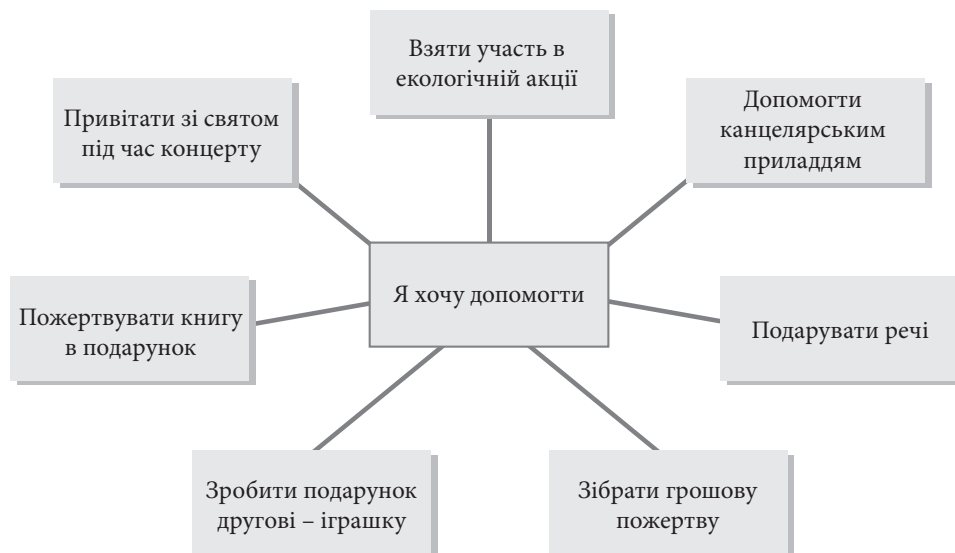 Взяти участь в
екологічній акції
Привітати зі святом
під час концерту
Допомогти
канцелярським
приладдям
Я хочу допомогти
Пожертвувати книгу
в подарунок
Подарувати речі
Зробити подарунок
другові – іграшку
Зібрати грошову
пожертву